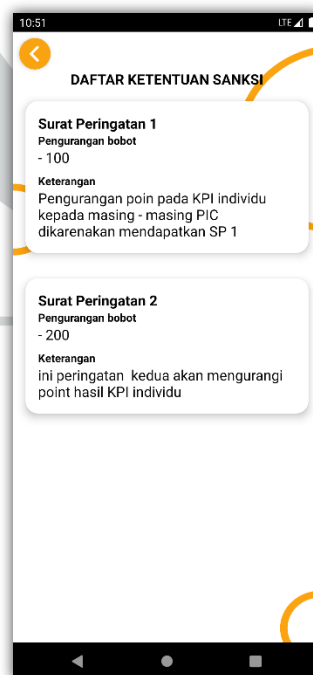 10:51
LTE
DAFTAR KETENTUAN SANKSI
Surat Peringatan 1
Pengurangan bobot
- 100
Keterangan
Pengurangan poin pada KPI individu
kepada masing - masing PIC
dikarenakan mendapatkan SP 1
Surat Peringatan 2
Pengurangan bobot
- 200
Keterangan
ini peringatan  kedua akan mengurangi
point hasil KPI individu